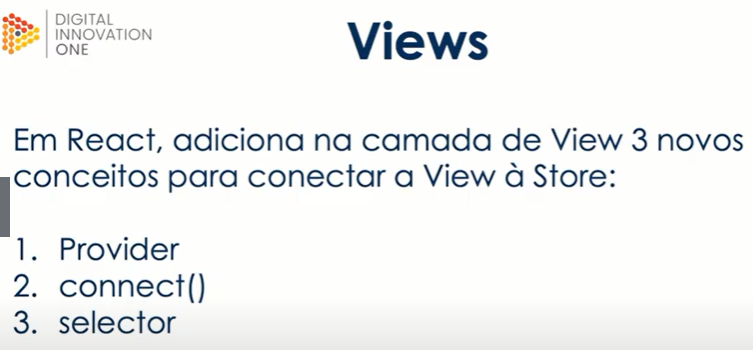 DIGITAL
INNOVATION
ONE
Views
Em React, adiciona na camada de View 3 novos
conceitos para conectar a View à Store:
1. Provider
2. connect()
3. selector